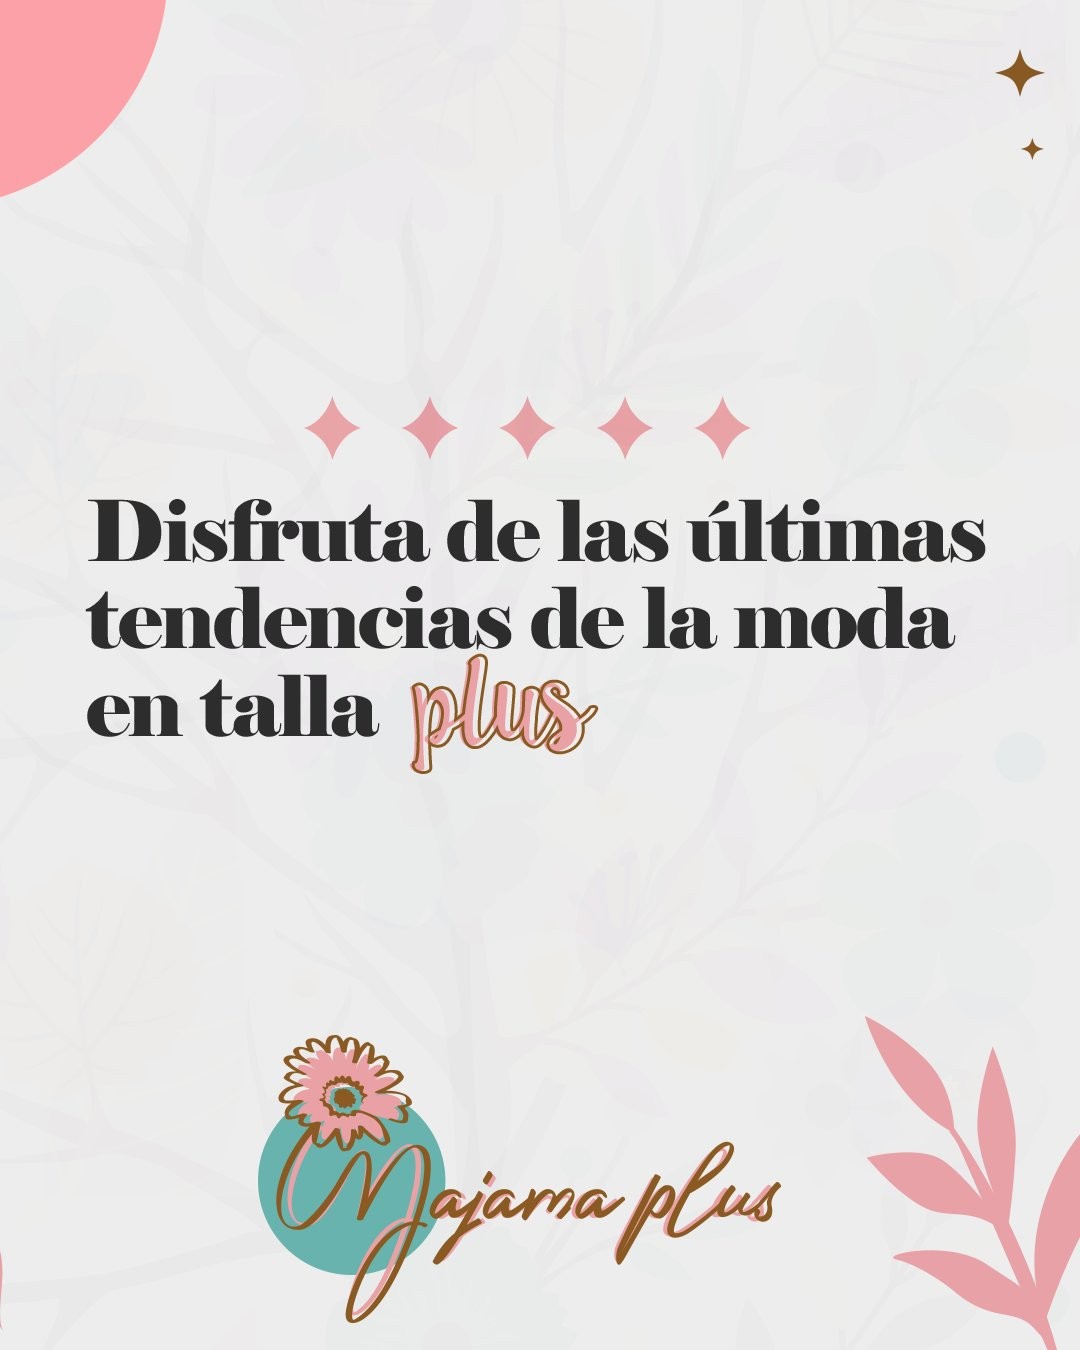 Disfruta de las últimas
tendencias de la moda
en talla plus
Majama plus